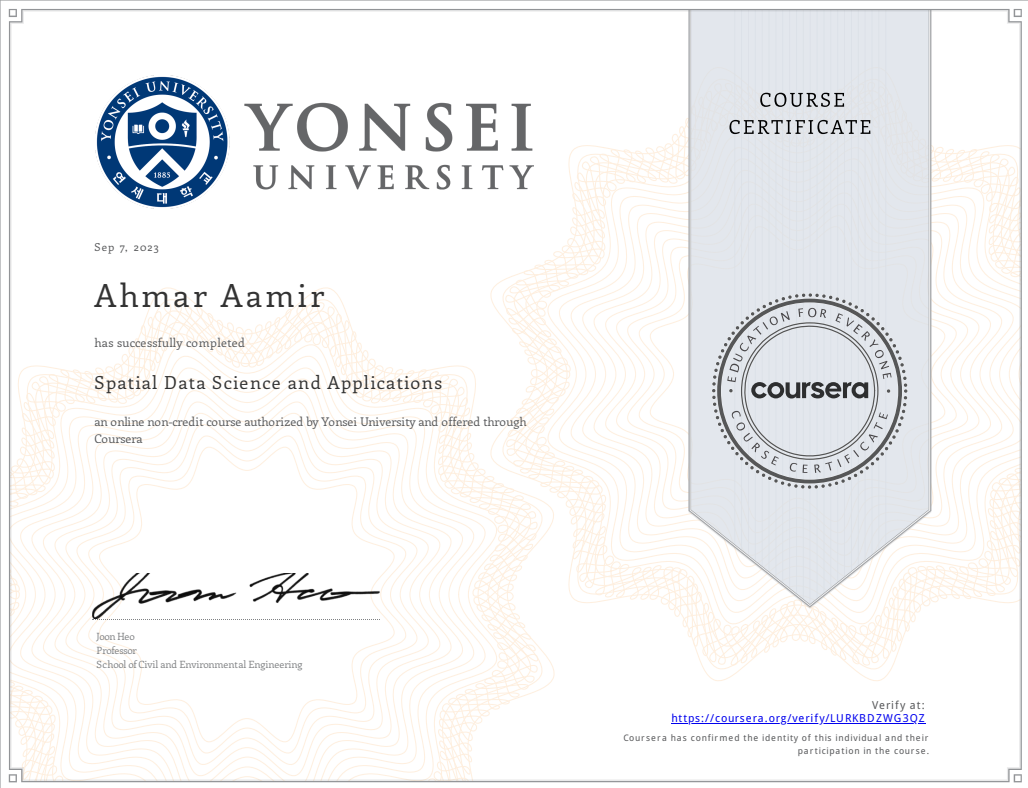 YONSEI UNIVERSITY
1885
연세대학교
YONSEI
UNIVERSITY
COURSE
CERTIFICATE
Sep 7, 2023
Ahmar Aamir
has successfully completed
Spatial Data Science and Applications
an online non-credit course authorized by Yonsei University and offered through
Coursera
EDUCATION FOR EVERYONE
coursera
COURSE CERTIFICATE
Joon Heo
Joon Heo
Professor
School of Civil and Environmental Engineering
Verify at:
https://coursera.org/verify/LURKBDZWG3QZ
Coursera has confirmed the identity of this individual and their
participation in the course.